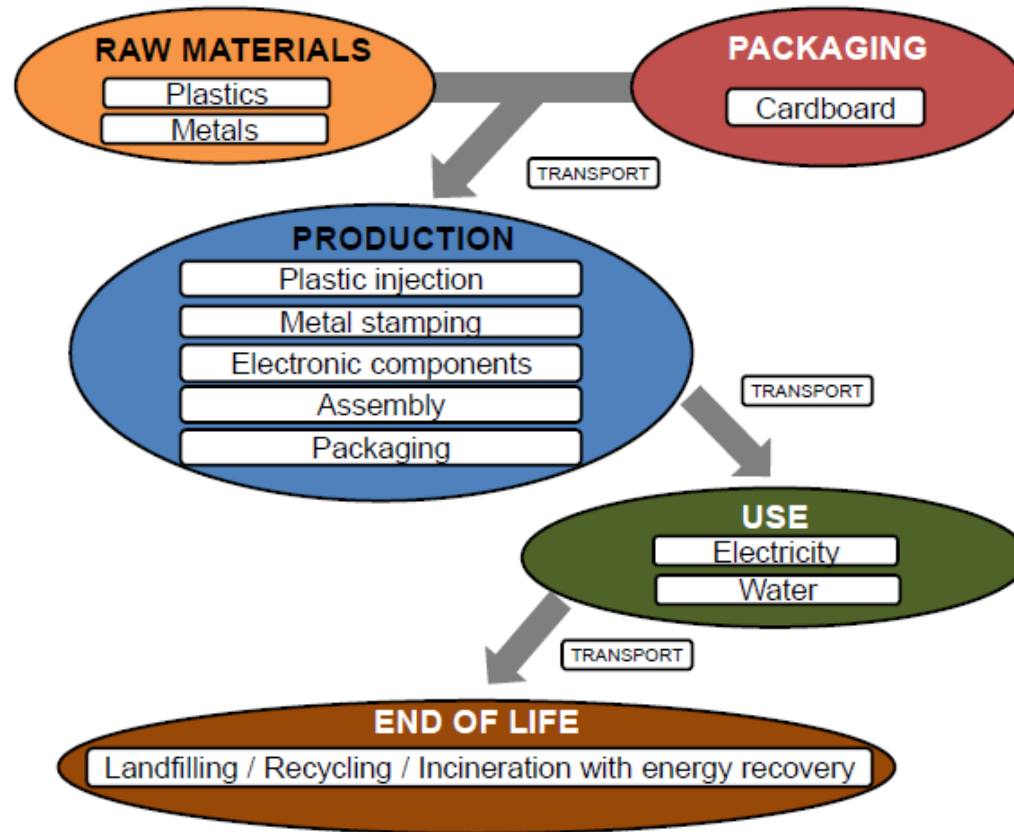 RAW MATERIALS
Plastics
Metals
PACKAGING
Cardboard
TRANSPORT
PRODUCTION
Plastic injection
Metal stamping
Electronic components
Assembly
Packaging
TRANSPORT
USE
Electricity
Water
TRANSPORT
END OF LIFE
Landfilling / Recycling / Incineration with energy recovery